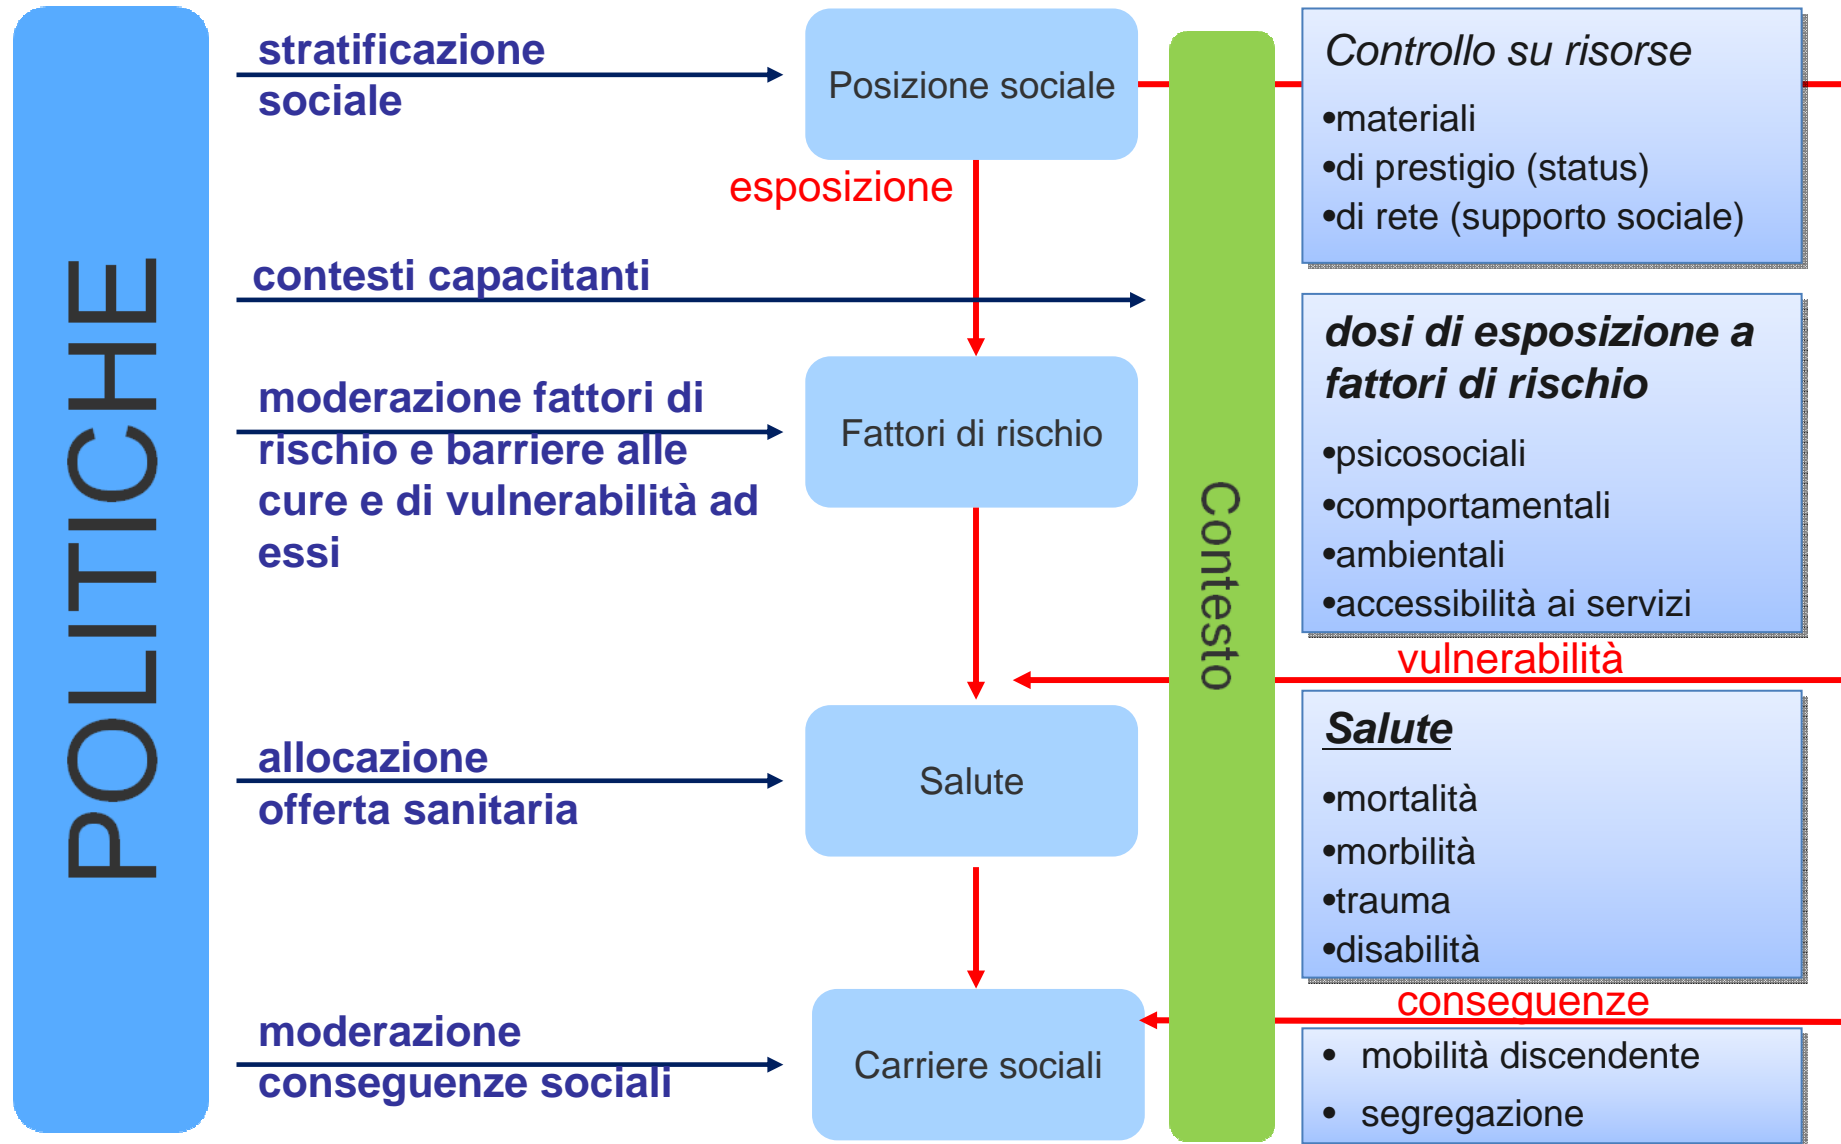 POLITICHE
stratificazione
sociale
Posizione sociale
esposizione
contesti capacitanti
moderazione fattori di
rischio e barriere alle
cure e di vulnerabilità ad
essi
Fattori di rischio
allocazione
offerta sanitaria
Salute
moderazione
conseguenze sociali
Carriere sociali
Contesto
Controllo su risorse
•materiali
•di prestigio (status)
•di rete (supporto sociale)
dosi di esposizione a
fattori di rischio
•psicosociali
•comportamentali
•ambientali
•accessibilità ai servizi
vulnerabilità
Salute
•mortalità
•morbilità
•trauma
•disabilità
conseguenze
• mobilità discendente
• segregazione